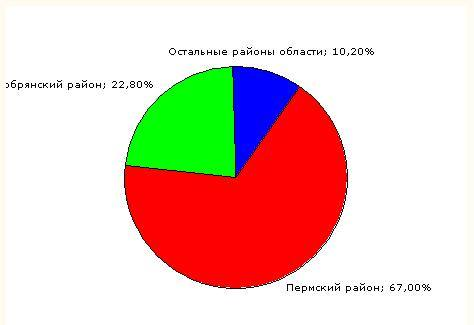 Остальные районы области; 10,20%
обрянский район; 22,80%
Пермский район; 67,00%